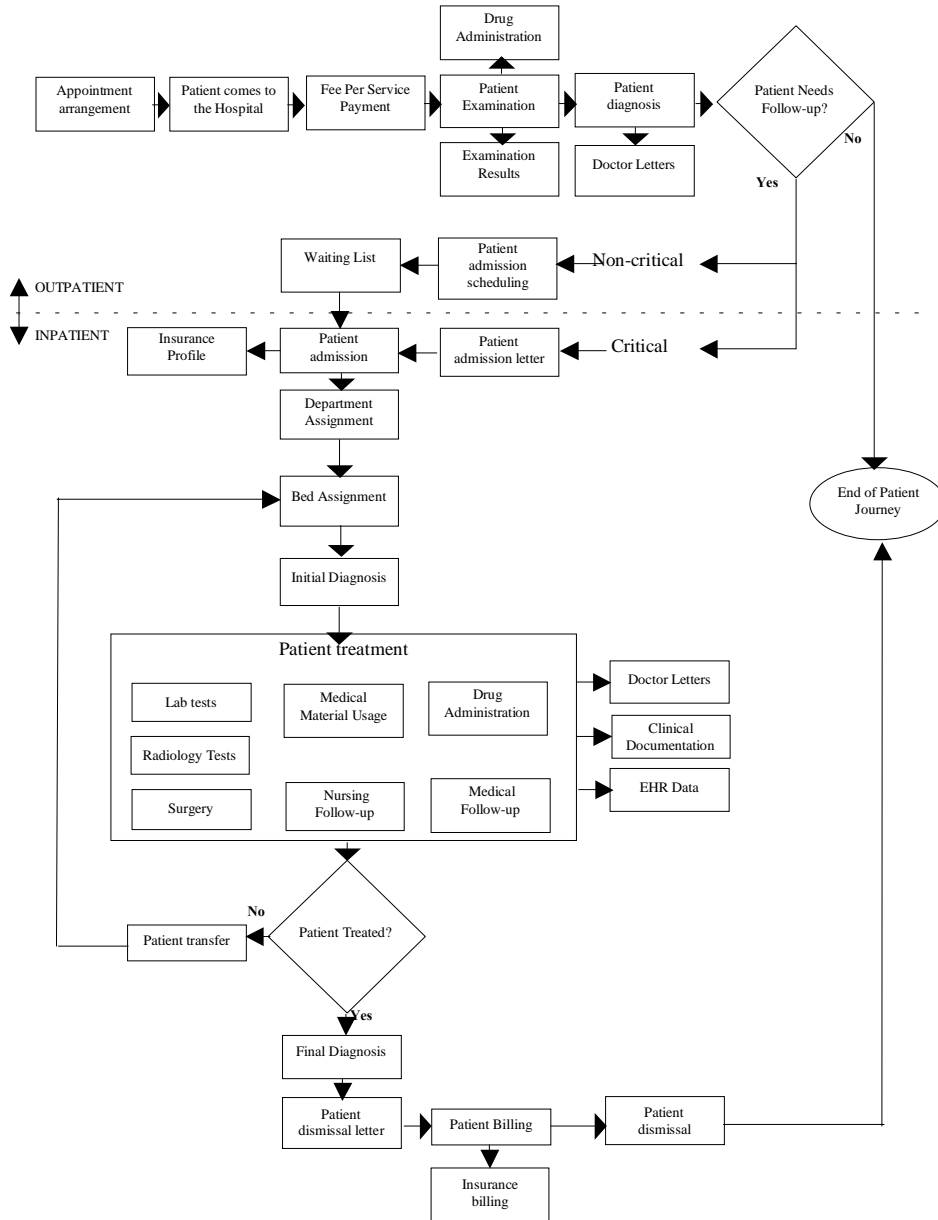 Drug
Administration
Appointment
arrangement
Patient comes to
the Hospital
Fee Per Service
Payment
Patient
Examination
Patient
diagnosis
Patient Needs
Follow-up?
No
Examination
Results
Doctor Letters
Yes
Waiting List
Patient
admission
scheduling
Non-critical
OUTPATIENT
INPATIENT
Insurance
Profile
Patient
admission
Patient
admission letter
Critical
Department
Assignment
Bed Assignment
End of Patient
Journey
Initial Diagnosis
Patient treatment
Lab tests
Medical
Material Usage
Drug
Administration
Doctor Letters
Radiology Tests
Clinical
Documentation
Surgery
Nursing
Follow-up
Medical
Follow-up
EHR Data
No
Patient transfer
Patient Treated?
Yes
Final Diagnosis
Patient
dismissal letter
Patient Billing
Patient
dismissal
Insurance
billing